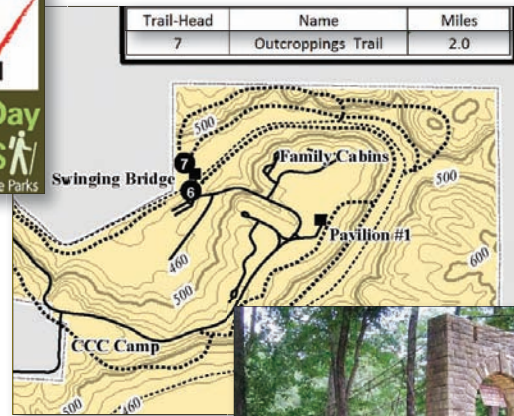 Trail-Head Name Miles
7 Outcroppings Trail 2.0
Day
e Parks
500
7
Family Cabins
Swinging Bridge
500
6
Pavilion #1
460
600
500
CCC Camp
500
460